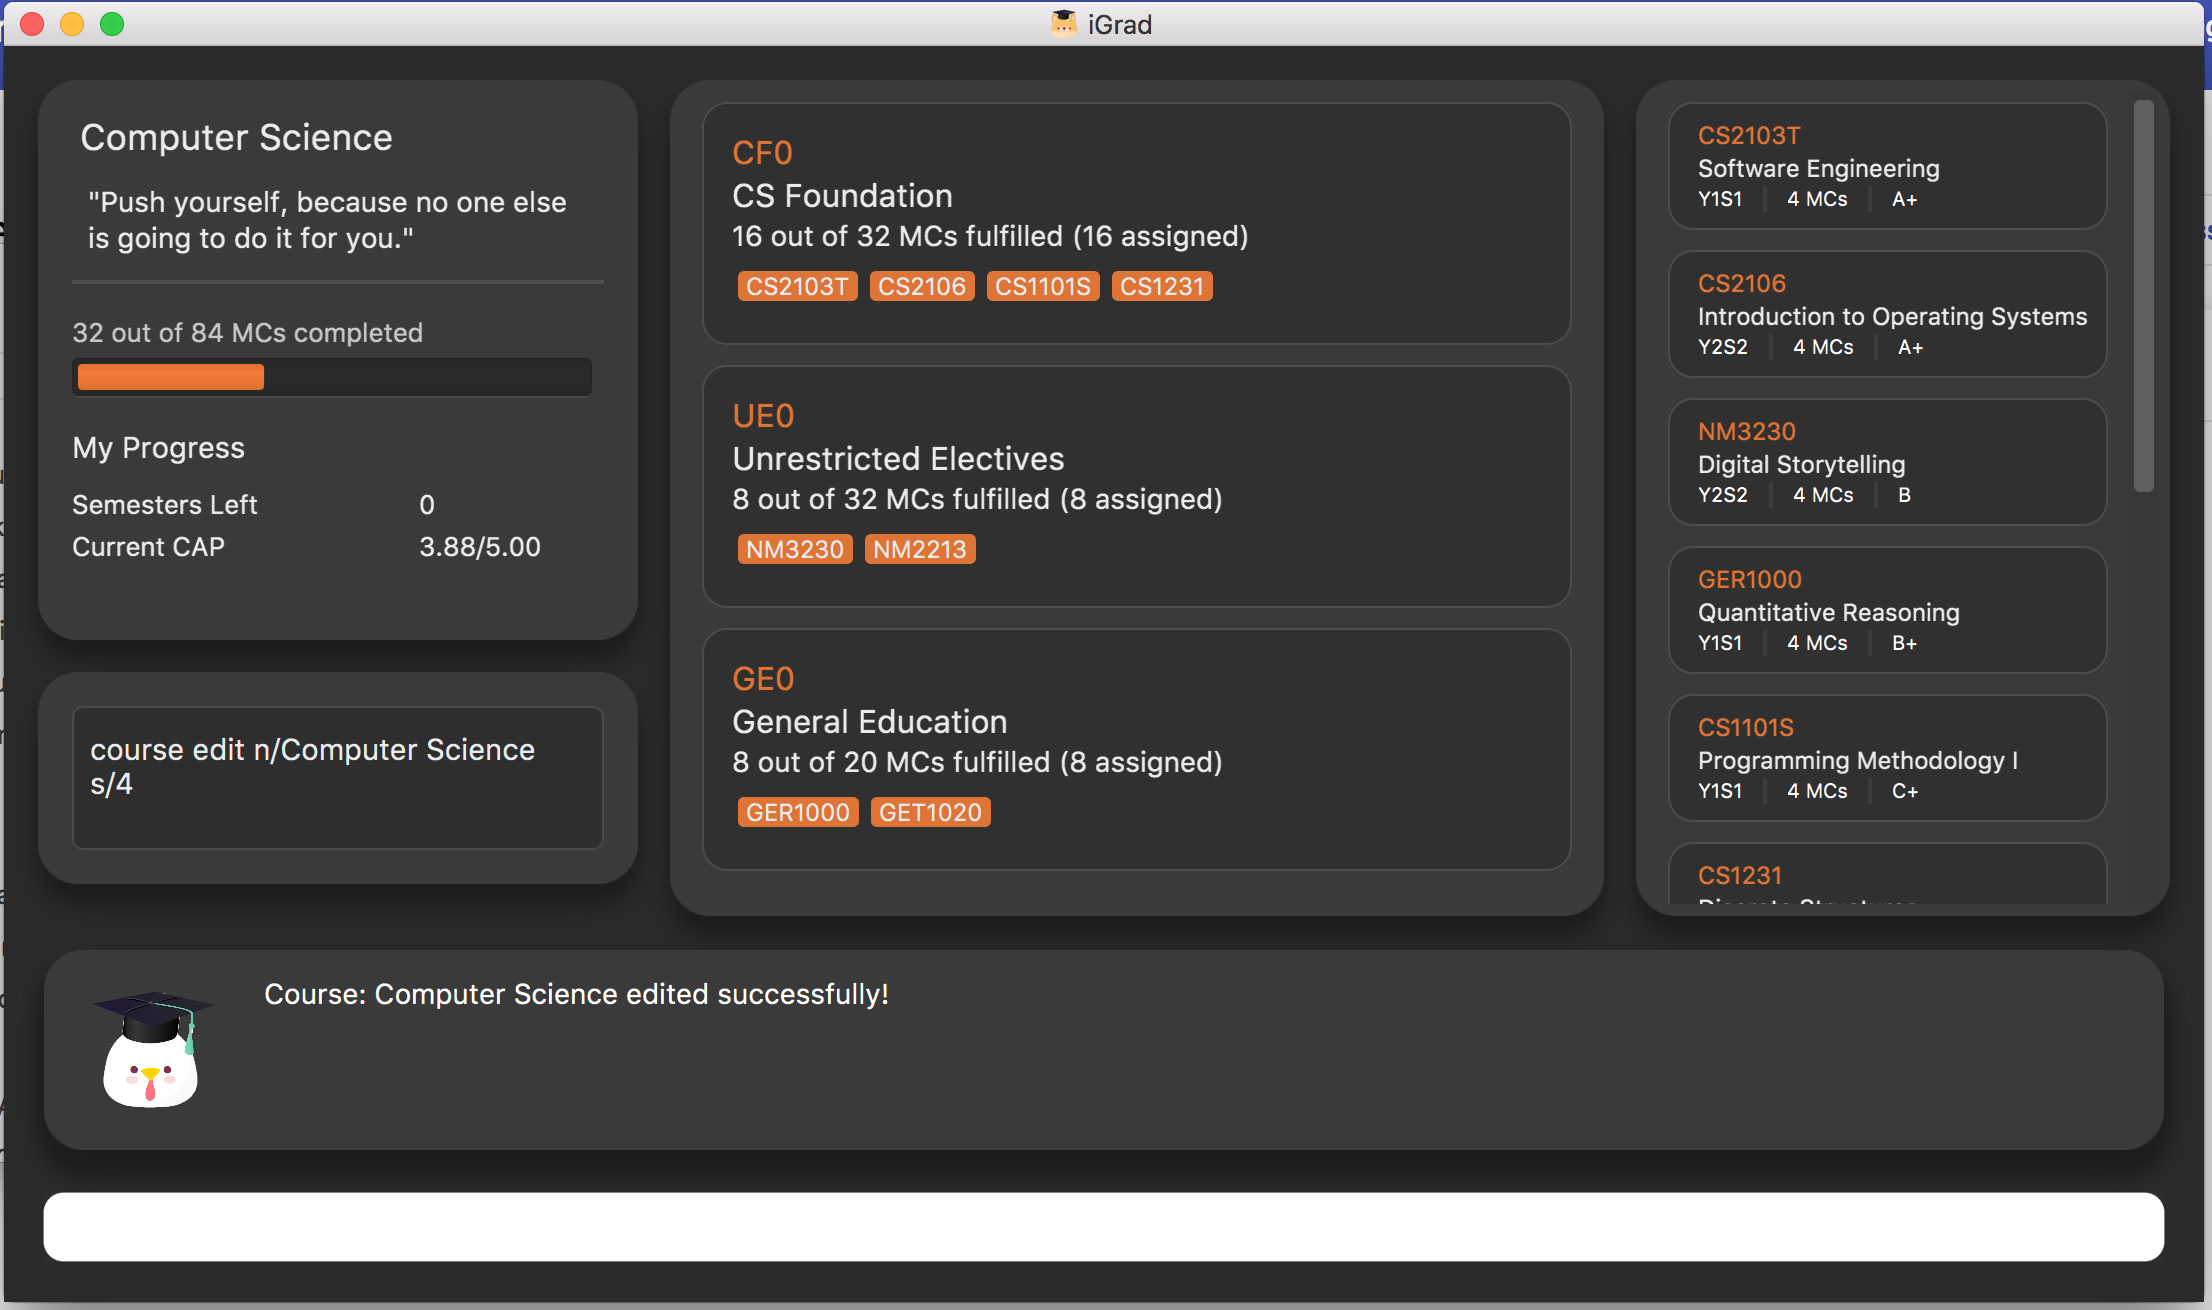 iGrad
Computer Science
"Push yourself, because no one else
is going to do it for you."
32 out of 84 MCs completed
My Progress
Semesters Left 0
Current CAP 3.88/5.00
course edit n/Computer Science
s/4
CF0
CS Foundation
16 out of 32 MCs fulfilled (16 assigned)
CS2103T CS2106 CS1101S CS1231
UE0
Unrestricted Electives
8 out of 32 MCs fulfilled (8 assigned)
NM3230 NM2213
GE0
General Education
8 out of 20 MCs fulfilled (8 assigned)
GER1000 GET1020
CS2103T
Software Engineering
Y1S1 4 MCs A+
CS2106
Introduction to Operating Systems
Y2S2 4 MCs A+
NM3230
Digital Storytelling
Y2S2 4 MCs B
GER1000
Quantitative Reasoning
Y1S1 4 MCs B+
CS1101S
Programming Methodology I
Y1S1 4 MCs C+
CS1231
Discrete Structures
Course: Computer Science edited successfully!